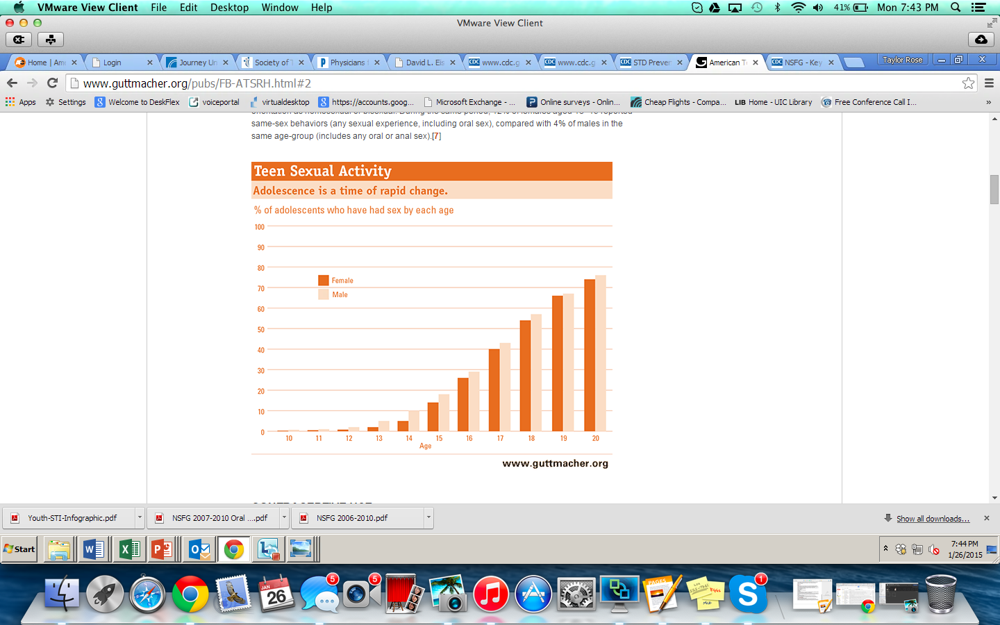 VMware View Client File Edit Desktop Window Help 41% Mon 7:43 PM
VMware View Client
Home | Am Login Journey Un Society of T Physicians David L. Eis www.cdc.g www.cdc.g STD Preven American T NSFG - Key Taylor Rose
www.guttmacher.org/pubs/FB-ATSRH.html#2
Apps Settings Welcome to DeskFlex voiceportal virtualdesktop https://accounts.goog... Microsoft Exchange - ... Online surveys - Onlin... Cheap Flights - Compa... LIB Home - UIC Library Free Conference Call I... »
same-sex behaviors (any sexual experience, including oral sex), compared with 4% of males in the
same age-group (includes any oral or anal sex).[7]
Teen Sexual Activity
Adolescence is a time of rapid change.
% of adolescents who have had sex by each age
100
90
80
Female
70
Male
60
50
40
30
20
10
0
10 11 12 13 14 15 16 17 18 19 20
Age
www.guttmacher.org
Youth-STI-Infographic.pdf NSFG 2007-2010 Oral ....pdf NSFG 2006-2010.pdf Show all downloads...
Start 7:44 PM
1/26/2015
JAN 26 5 5 PAGES Eggs 1